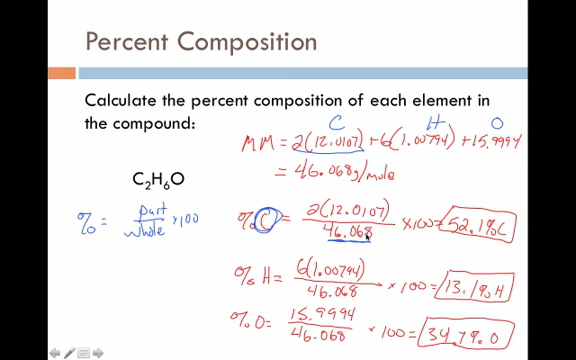 Percent Composition
Calculate the percent composition of each element in
the compound:
C H O
MM = 2(12.0107) + 6(1.00794) + 15.9994
= 46.068g/mole
C₂H₆O
% = part/whole × 100
% C = 2(12.0107)/46.068 × 100 = 52.1% C
% H = 6(1.00794)/46.068 × 100 = 13.1% H
% O = 15.9994/46.068 × 100 = 34.7% O